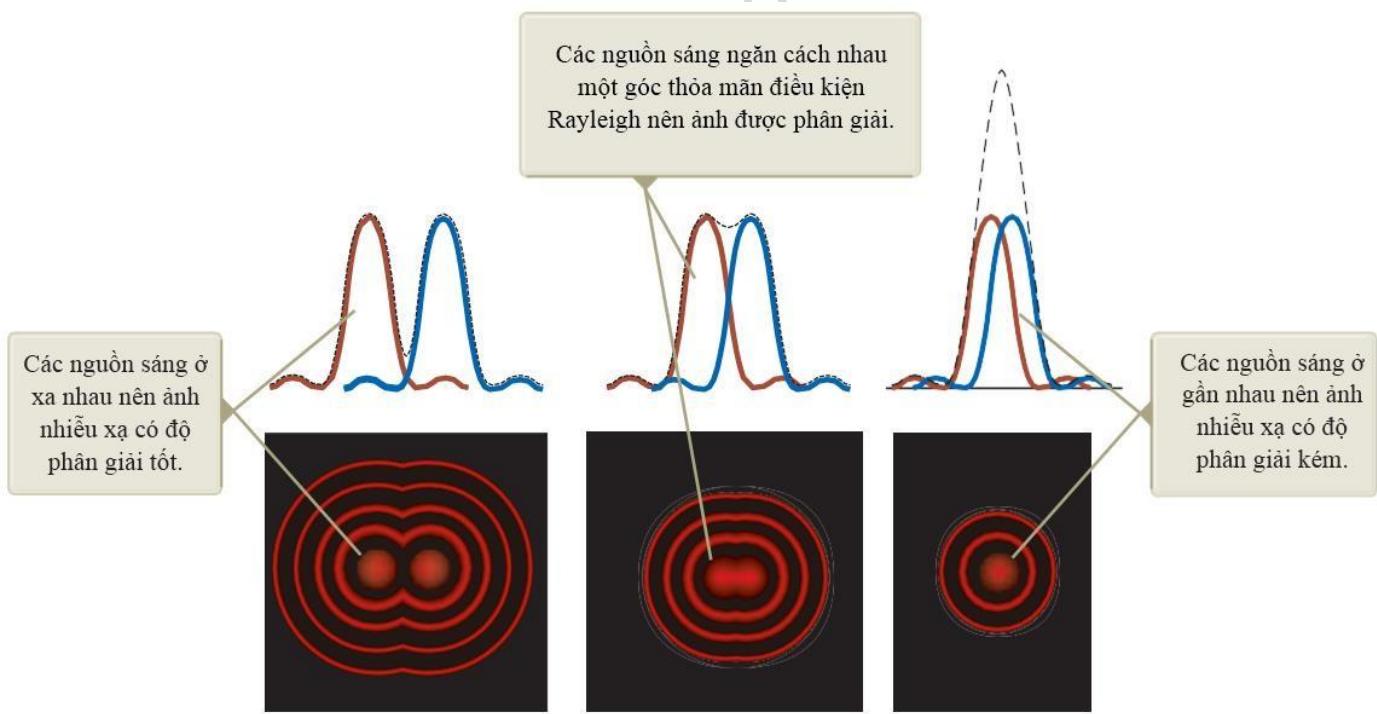 Các nguồn sáng ngăn cách nhau
một góc thỏa mãn điều kiện
Rayleigh nên ảnh được phân giải.
Các nguồn sáng ở
xa nhau nên ảnh
nhiễu xạ có độ
phân giải tốt.
Các nguồn sáng ở
gần nhau nên ảnh
nhiễu xạ có độ
phân giải kém.